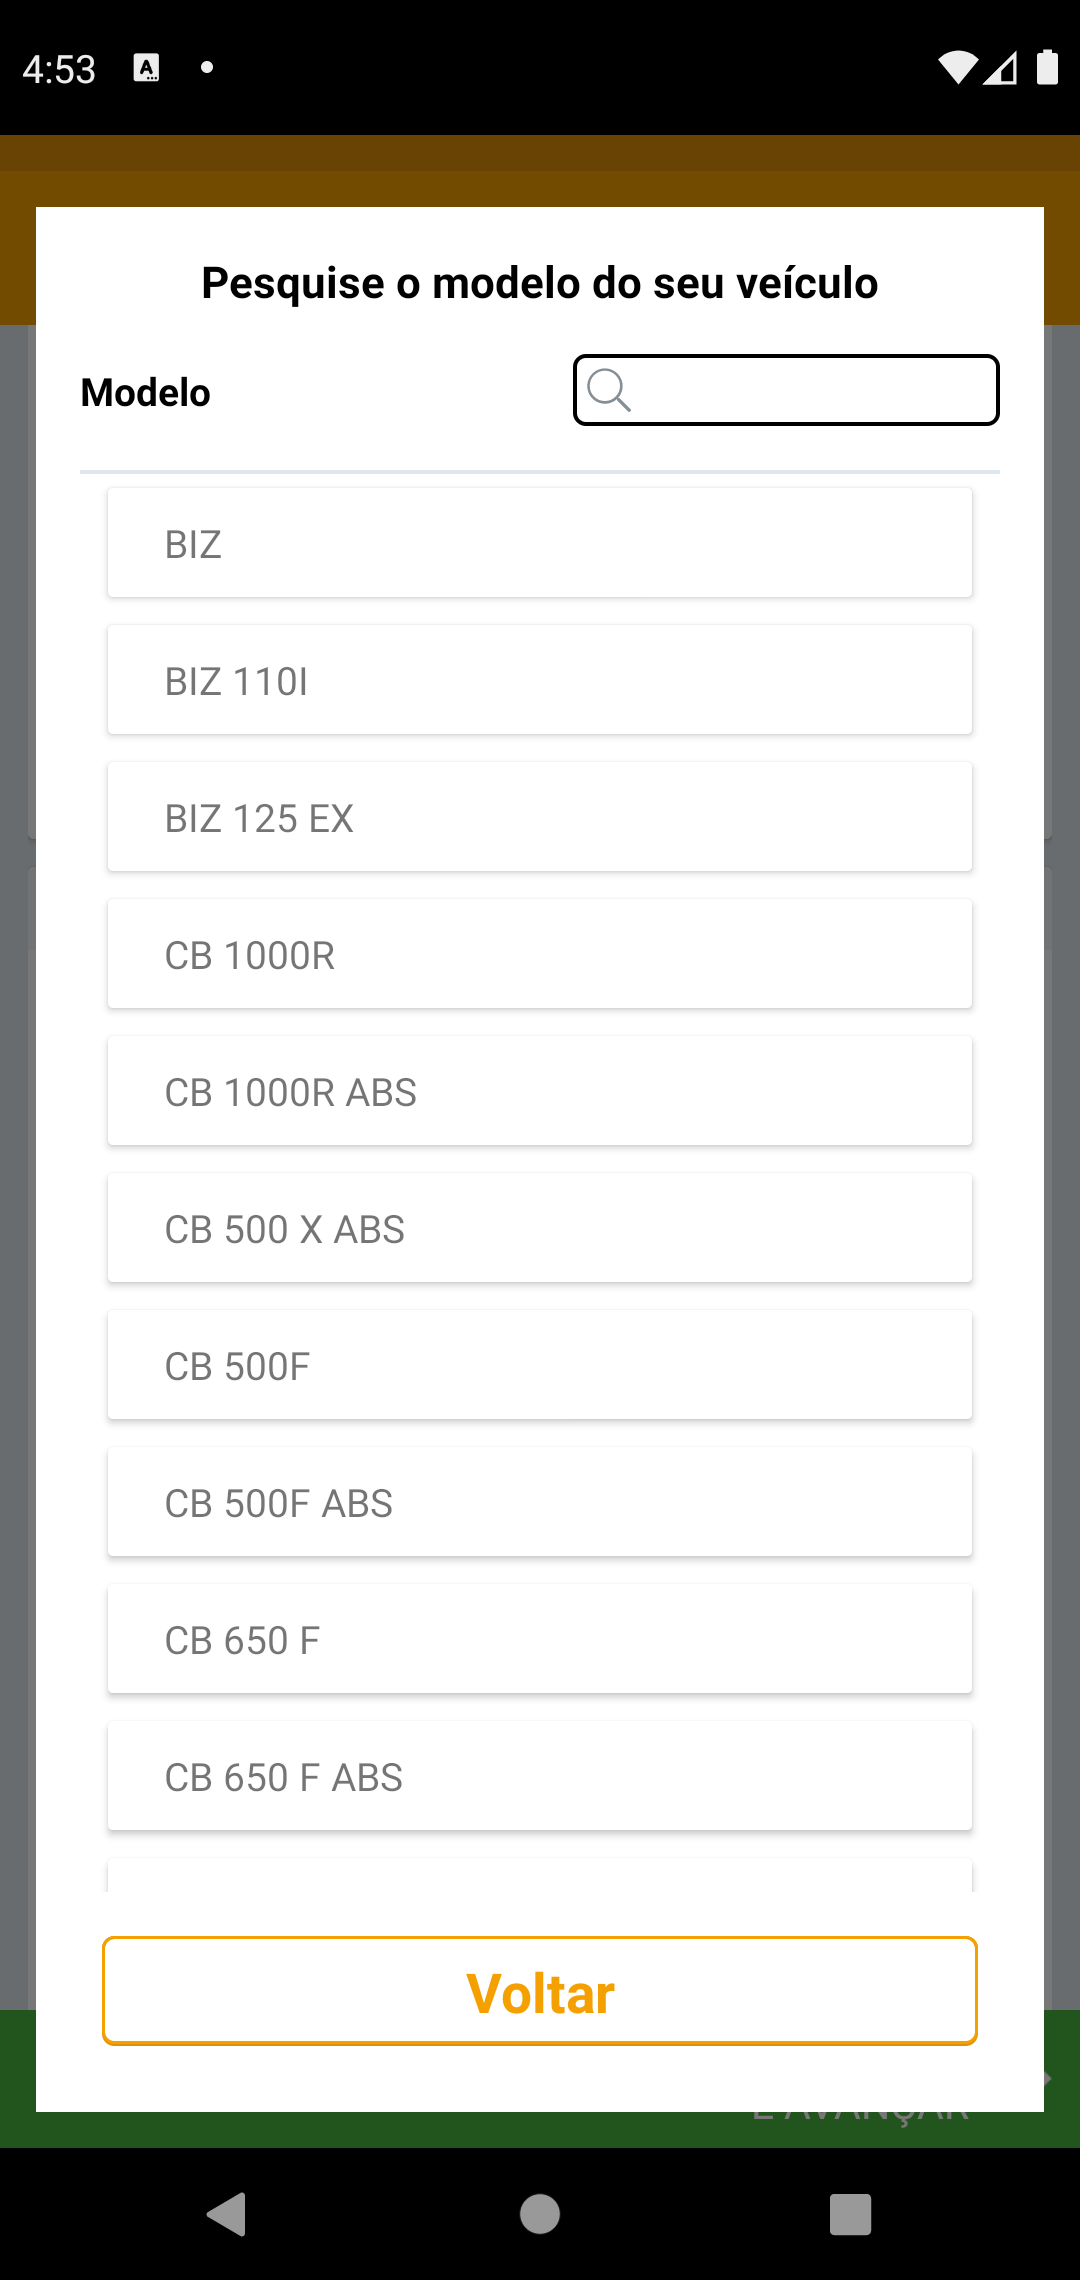 4:53
Pesquise o modelo do seu veículo
Modelo
BIZ
BIZ 110I
BIZ 125 EX
CB 1000R
CB 1000R ABS
CB 500 X ABS
CB 500F
CB 500F ABS
CB 650 F
CB 650 F ABS
Voltar
E AVANÇAR